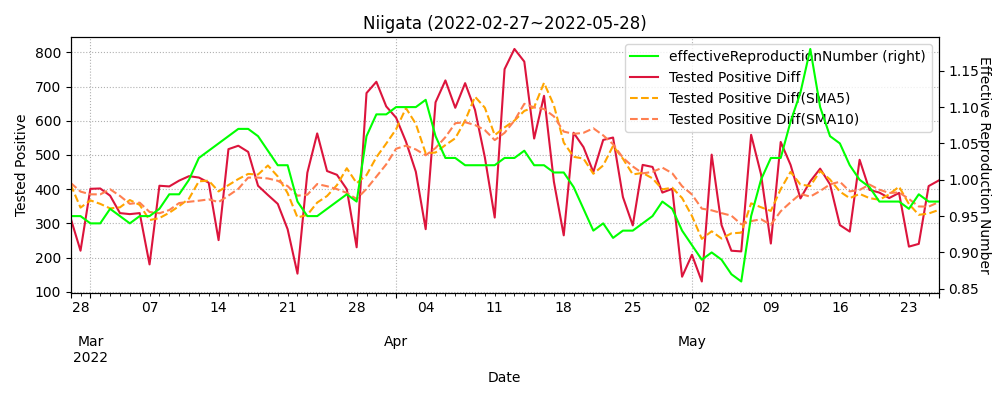 Niigata (2022-02-27~2022-05-28)
effectiveReproductionNumber (right)
Tested Positive Diff
Tested Positive Diff(SMA5)
Tested Positive Diff(SMA10)
Tested Positive
800
700
600
500
400
300
200
100
Effective Reproduction Number
1.15
1.10
1.05
1.00
0.95
0.90
0.85
28 07 14 21 28 04 11 18 25 02 09 16 23
Mar Apr May
2022
Date